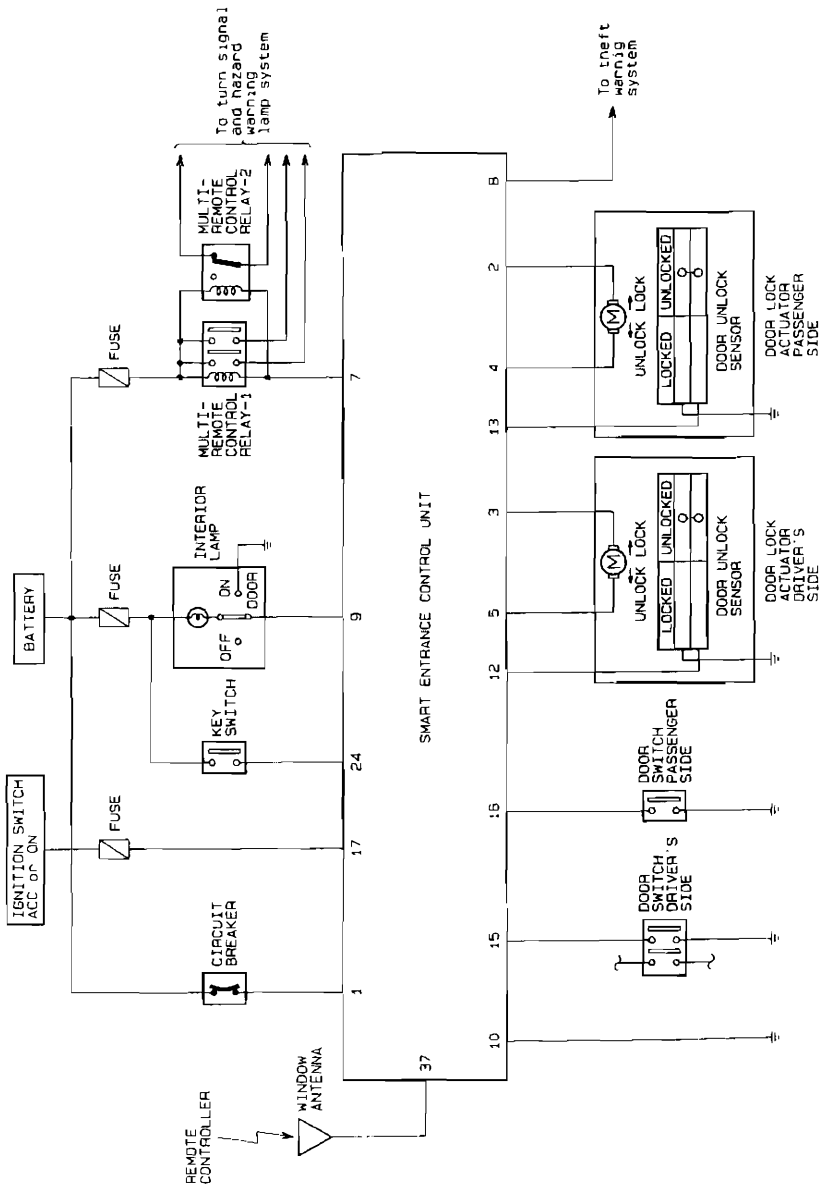 IGNITION SWITCH
ACC or ON
BATTERY
FUSE
FUSE
FUSE
CIRCUIT
BREAKER
KEY
SWITCH
INTERIOR
LAMP
OFF
ON
DOOR
MULTI-
REMOTE
CONTROL
RELAY-1
MULTI-
REMOTE
CONTROL
RELAY-2
To turn signal
and hazard
warning
lamp system
REMOTE
CONTROLLER
WINDOW
ANTENNA
1
17
24
9
7
37
SMART ENTRANCE CONTROL UNIT
10
15
16
12
5
3
13
4
2
8
DOOR
SWITCH
DRIVER'S
SIDE
DOOR
SWITCH
PASSENGER
SIDE
M
UNLOCK LOCK
LOCKED UNLOCKED
DOOR UNLOCK
SENSOR
DOOR LOCK
ACTUATOR
DRIVER'S
SIDE
M
UNLOCK LOCK
LOCKED UNLOCKED
DOOR UNLOCK
SENSOR
DOOR LOCK
ACTUATOR
PASSENGER
SIDE
To theft
warnig
system